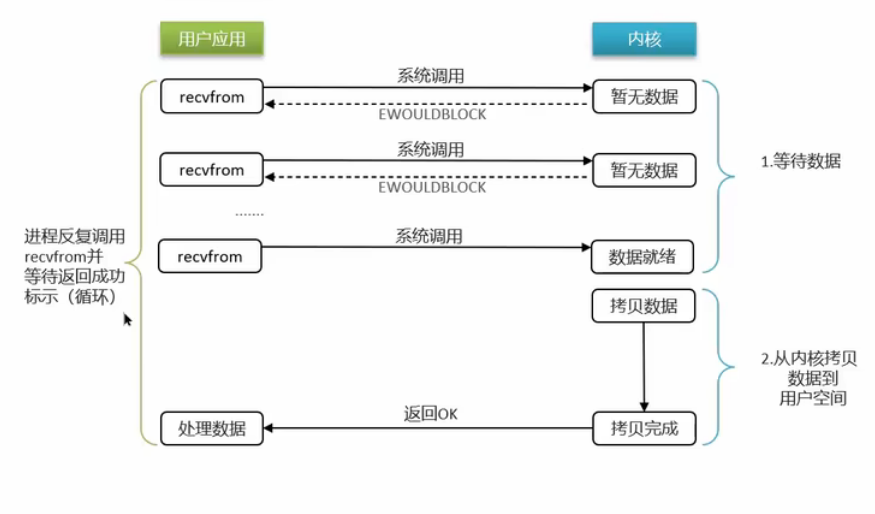 用户应用
内核
系统调用
recvfrom
暂无数据
EWOULDBLOCK
系统调用
recvfrom
暂无数据
EWOULDBLOCK
1.等待数据
.......
系统调用
recvfrom
数据就绪
进程反复调用
recvfrom并
等待返回成功
标示（循环）
拷贝数据
2.从内核拷贝
数据到
用户空间
返回OK
处理数据
拷贝完成